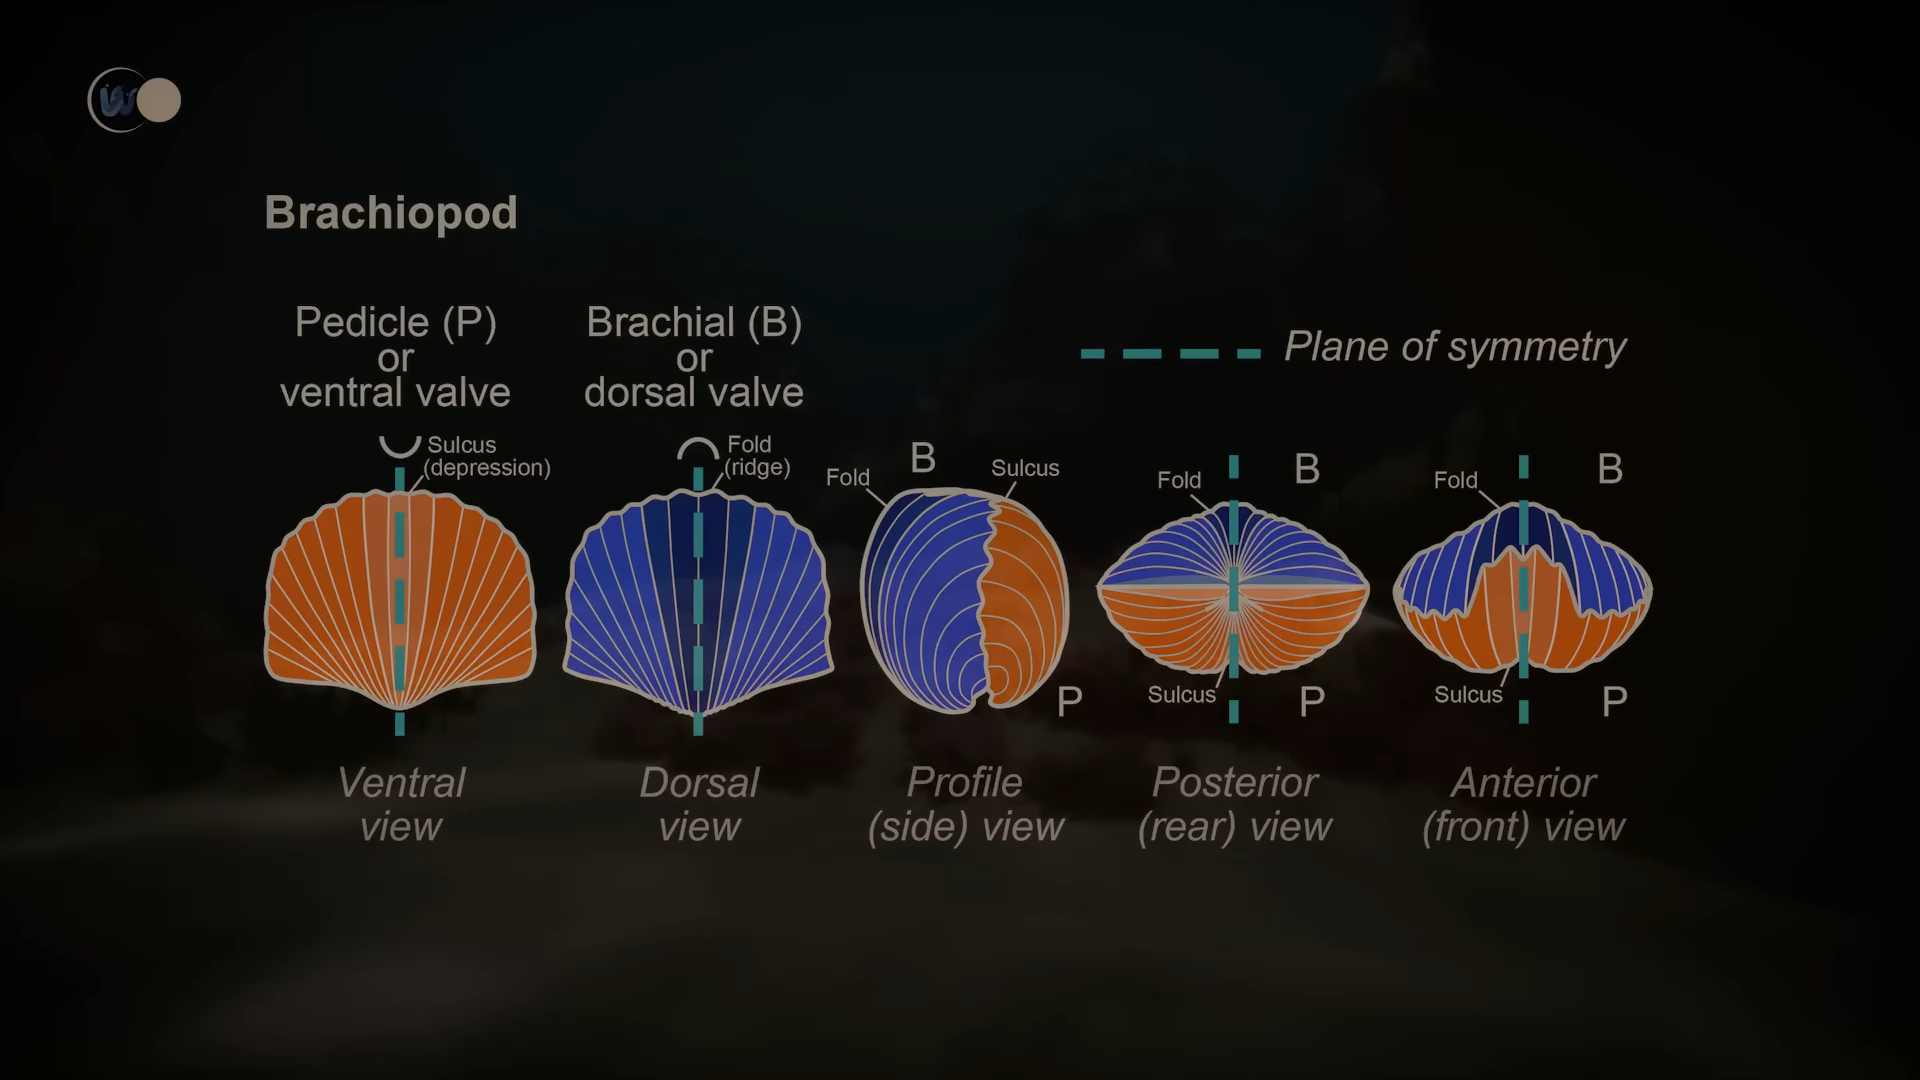 Brachiopod
Pedicle (P)
or
ventral valve
Brachial (B)
or
dorsal valve
Plane of symmetry
Sulcus
(depression)
Fold
(ridge)
Fold
B
Sulcus
P
Fold
B
Sulcus
P
Fold
B
Sulcus
P
Ventral
view
Dorsal
view
Profile
(side) view
Posterior
(rear) view
Anterior
(front) view